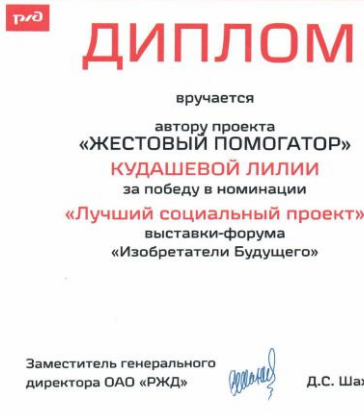 ржд
ДИПЛОМ
вручается
автору проекта
«ЖЕСТОВЫЙ ПОМОГАТОР»
КУДАШЕВОЙ ЛИЛИИ
за победу в номинации
«Лучший социальный проект»
выставки-форума
«Изобретатели Будущего»
Заместитель генерального
директора ОАО «РЖД»
Д.С.